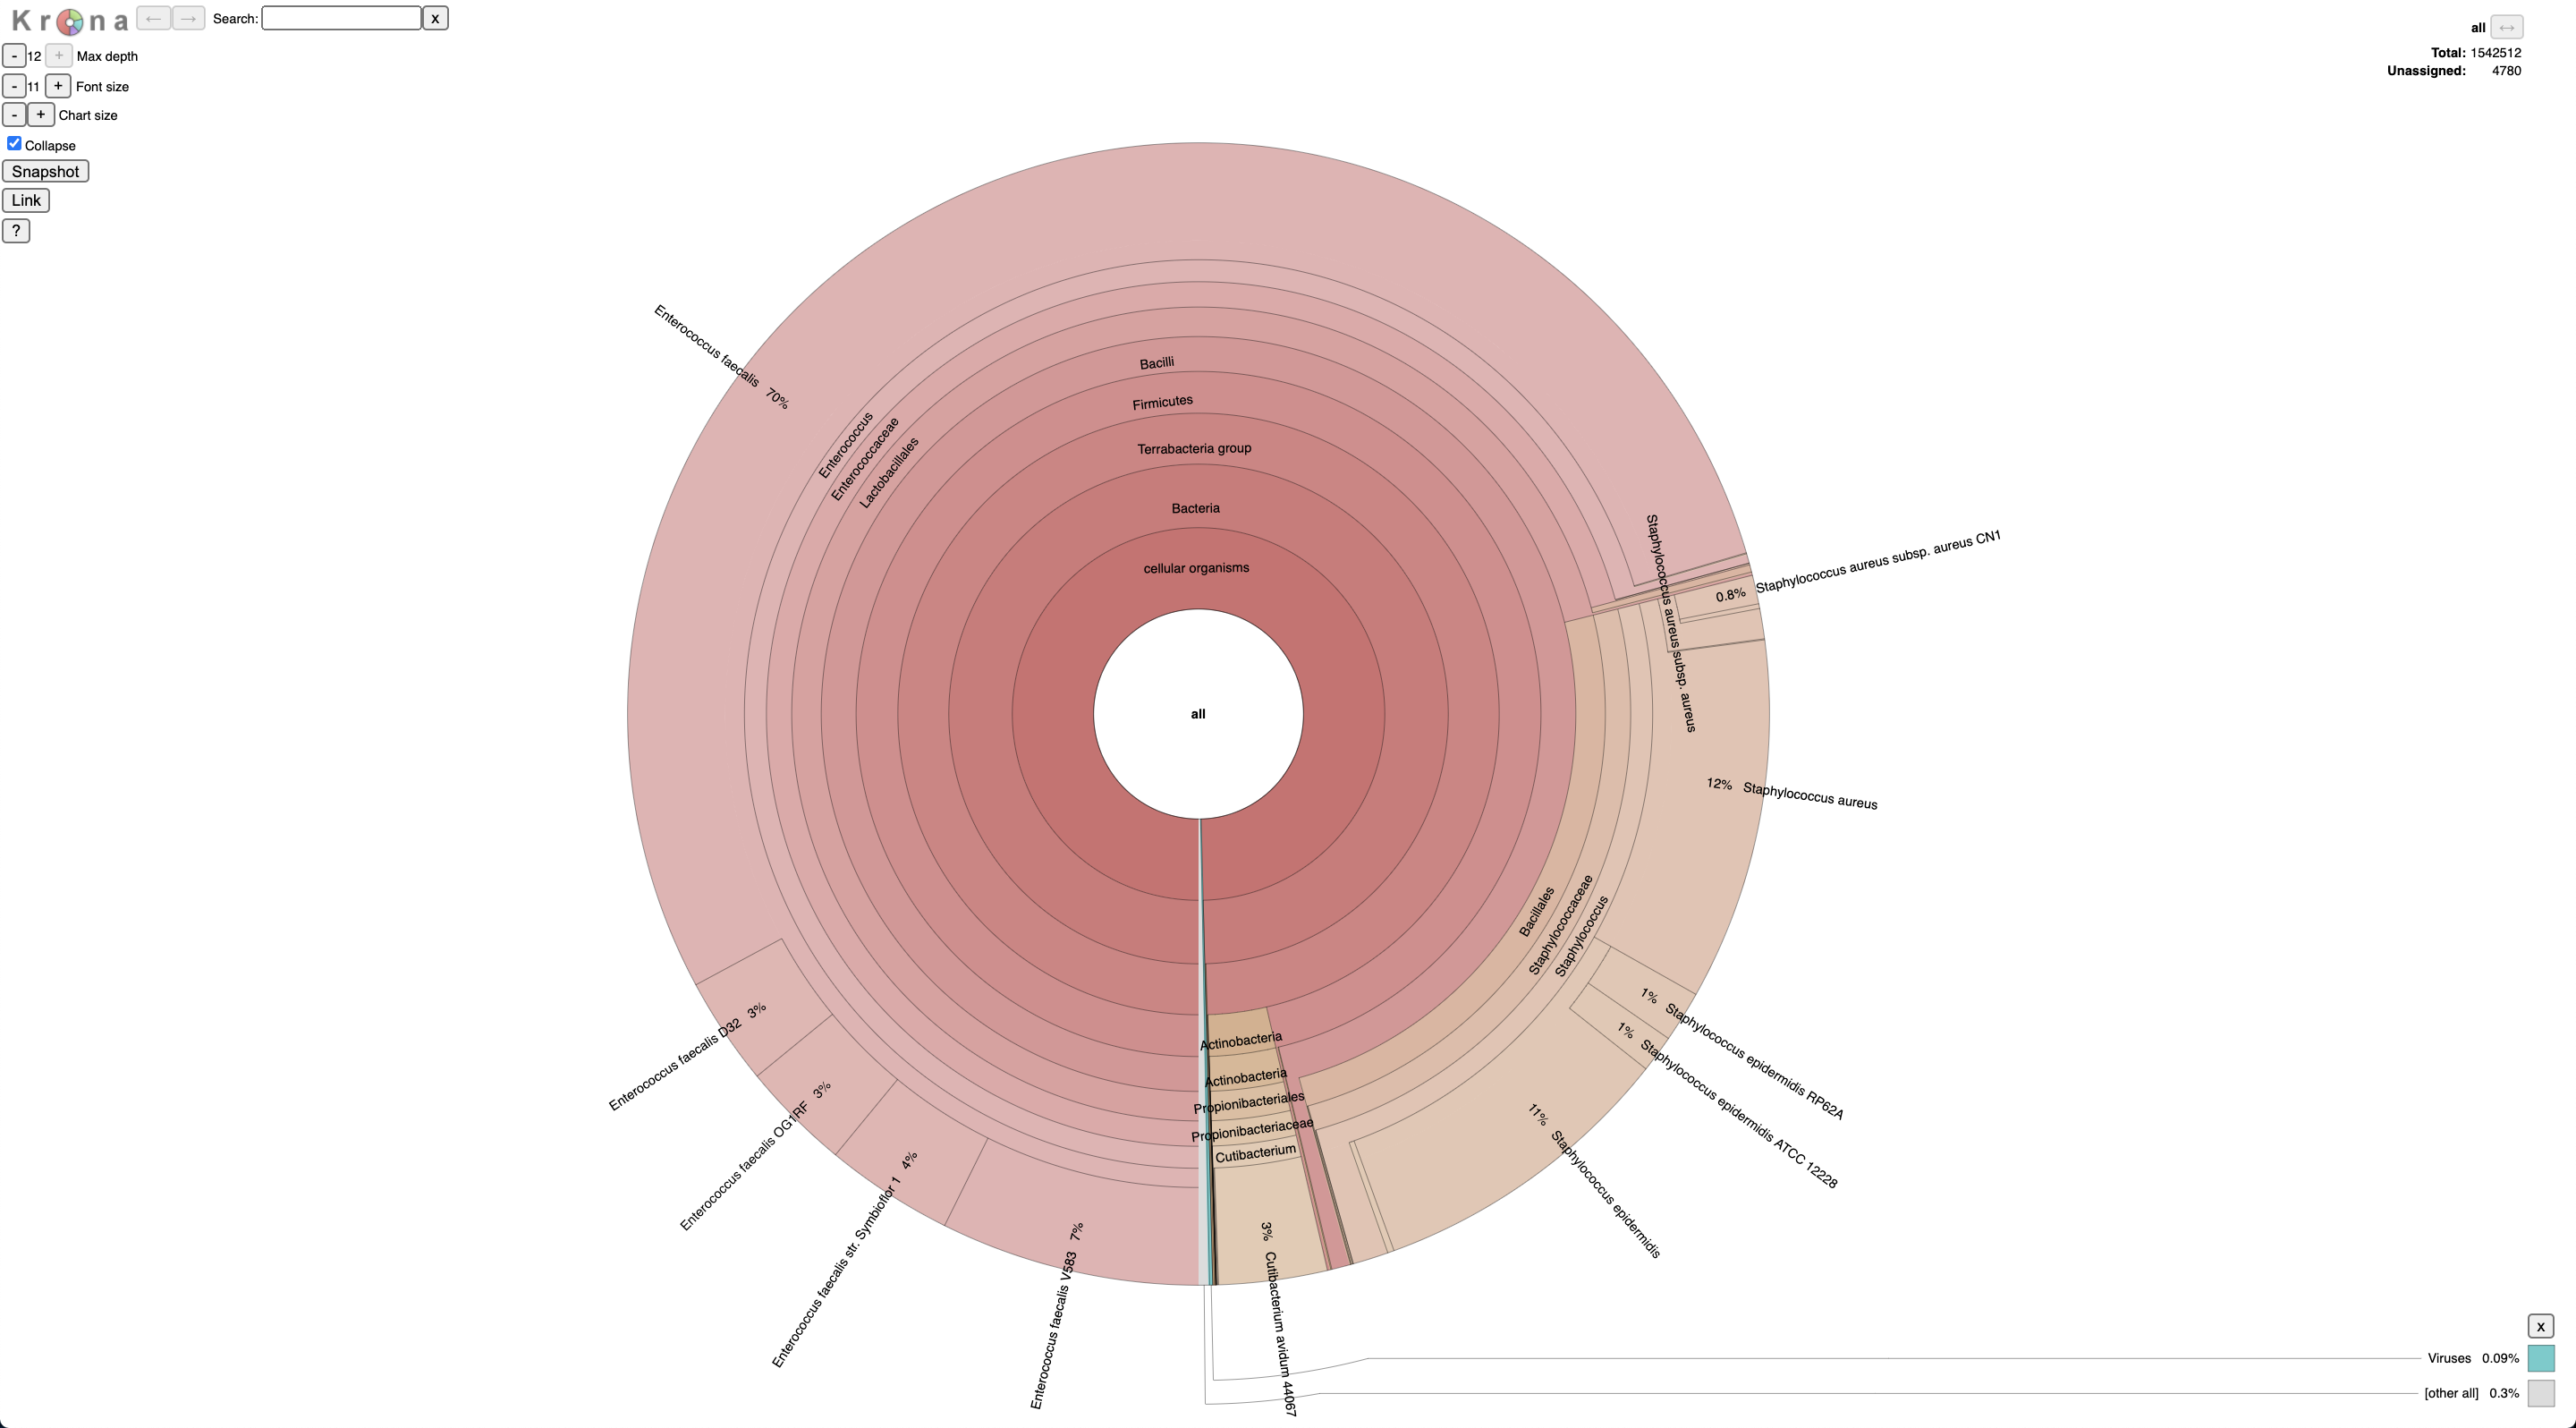 Krona
← → Search: x
- 12 + Max depth
- 11 + Font size
- + Chart size
Collapse
Snapshot
Link
?
all ↔
Total: 1542512
Unassigned: 4780
Bacilli
Firmicutes
Terrabacteria group
Bacteria
cellular organisms
all
Enterococcus faecalis 70%
Enterococcus
Enterococcaceae
Lactobacillales
Staphylococcus aureus subsp. aureus
0.8% Staphylococcus aureus subsp. aureus CN1
12% Staphylococcus aureus
Bacillales
Staphylococcaceae
Staphylococcus
1% Staphylococcus epidermidis RP62A
1% Staphylococcus epidermidis ATCC 12228
11% Staphylococcus epidermidis
Actinobacteria
Actinobacteria
Propionibacteriales
Propionibacteriaceae
Cutibacterium
3% Cutibacterium avidum 44067
Enterococcus faecalis D32 3%
Enterococcus faecalis OG1RF 3%
Enterococcus faecalis str. Symbioflor 1 4%
Enterococcus faecalis V583 7%
x
Viruses 0.09%
[other all] 0.3%